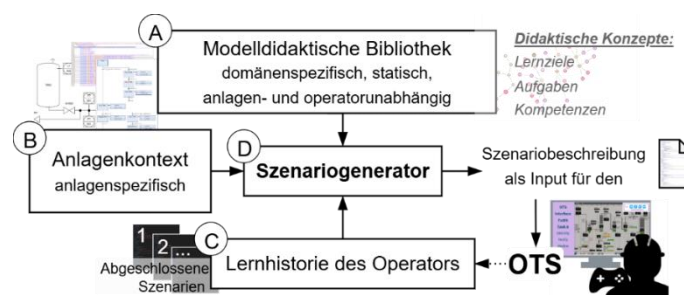 A
Modelldidaktische Bibliothek
domänenspezifisch, statisch,
anlagen- und operatorunabhängig
Didaktische Konzepte:
Lernziele
Aufgaben
Kompetenzen
B
Anlagenkontext
anlagenspezifisch
D
Szenariogenerator
Szenariobeschreibung
als Input für den
1
2
...
Abgeschlossene
Szenarien
C
Lernhistorie des Operators
OTS